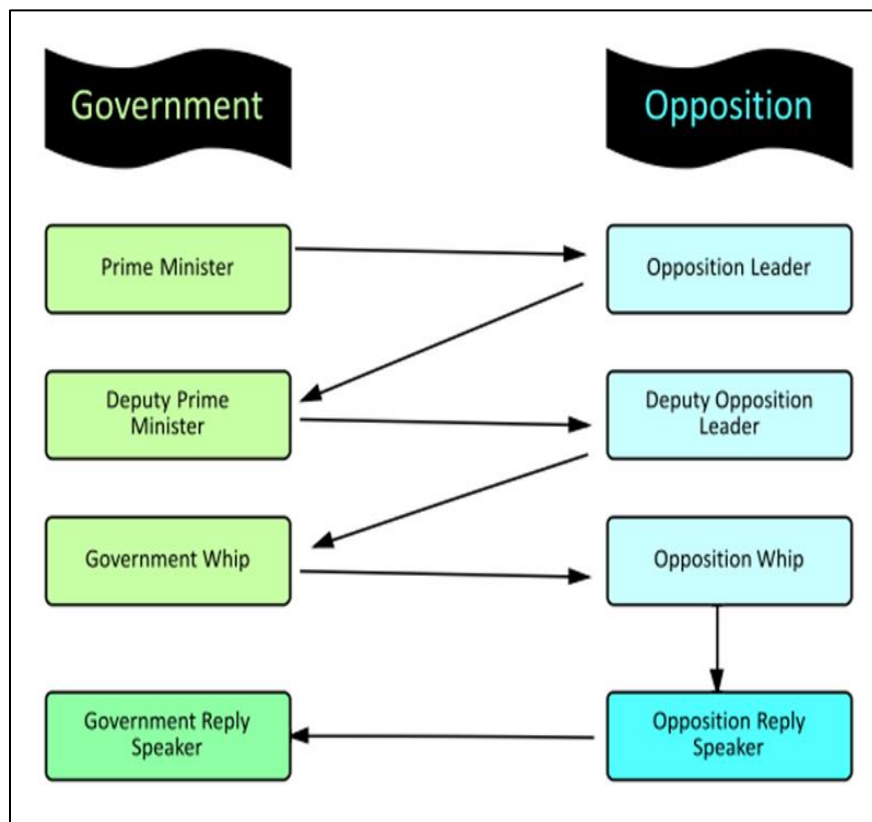 Government
Opposition
Prime Minister
Opposition Leader
Deputy Prime
Minister
Deputy Opposition
Leader
Government Whip
Opposition Whip
Government Reply
Speaker
Opposition Reply
Speaker